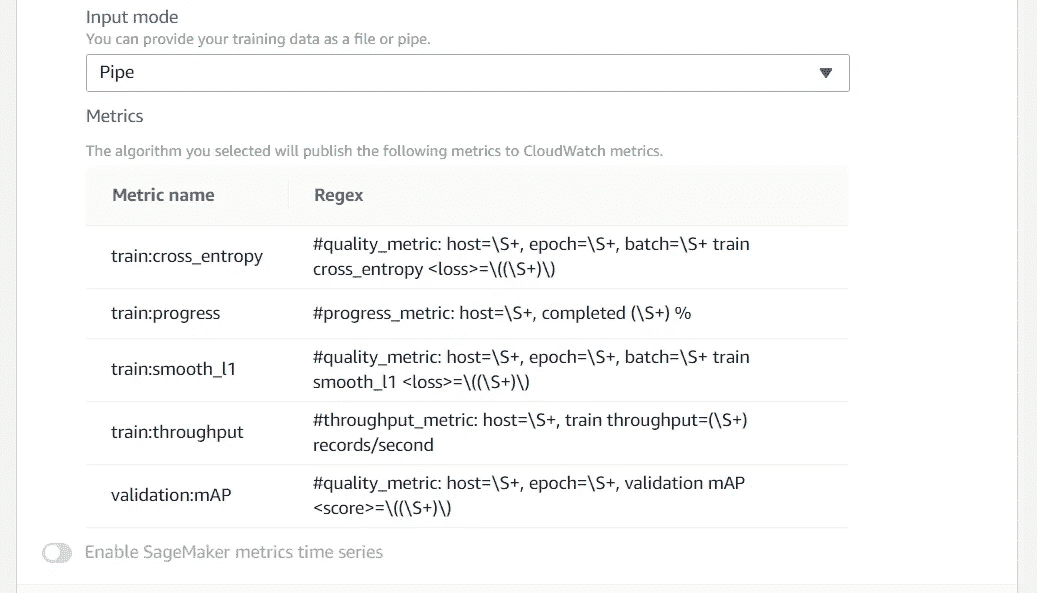 Input mode
You can provide your training data as a file or pipe.
Pipe
Metrics
The algorithm you selected will publish the following metrics to CloudWatch metrics.
Metric name Regex
train:cross_entropy #quality_metric: host=\S+, epoch=\S+, batch=\S+ train
cross_entropy <loss>=\((\S+)\)
train:progress #progress_metric: host=\S+, completed (\S+) %
train:smooth_l1 #quality_metric: host=\S+, epoch=\S+, batch=\S+ train
smooth_l1 <loss>=\((\S+)\)
train:throughput #throughput_metric: host=\S+, train throughput=(\S+)
records/second
validation:mAP #quality_metric: host=\S+, epoch=\S+, validation mAP
<score>=\((\S+)\)
Enable SageMaker metrics time series